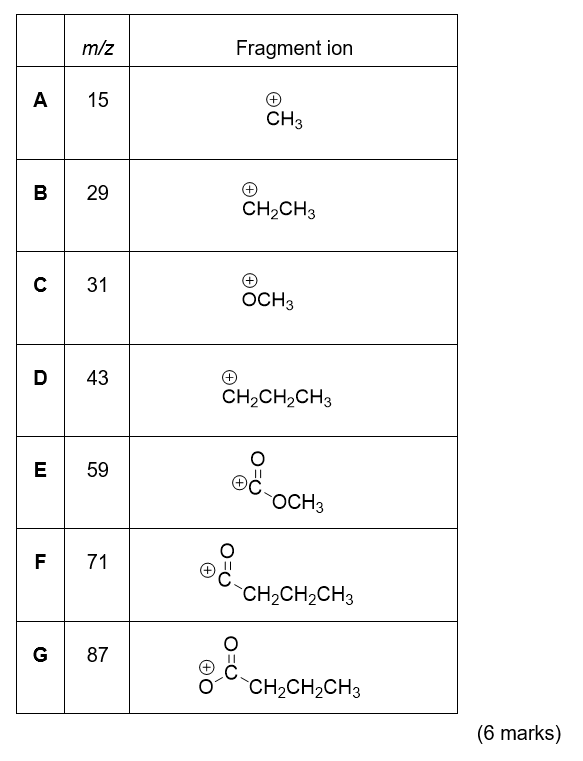 m/z Fragment ion
A 15 ⊕
CH₃
B 29 ⊕
CH₂CH₃
C 31 ⊕
OCH₃
D 43 ⊕
CH₂CH₂CH₃
E 59 O
⊕ C
OCH₃
F 71 O
⊕ C
CH₂CH₂CH₃
G 87 O
⊕ C
O CH₂CH₂CH₃
(6 marks)